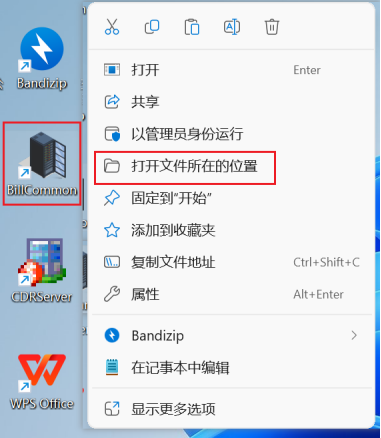 Bandizip
BillCommon
CDRServer
WPS Office
打开 Enter
共享
以管理员身份运行
打开文件所在的位置
固定到"开始"
添加到收藏夹
复制文件地址 Ctrl+Shift+C
属性 Alt+Enter
Bandizip
在记事本中编辑
显示更多选项